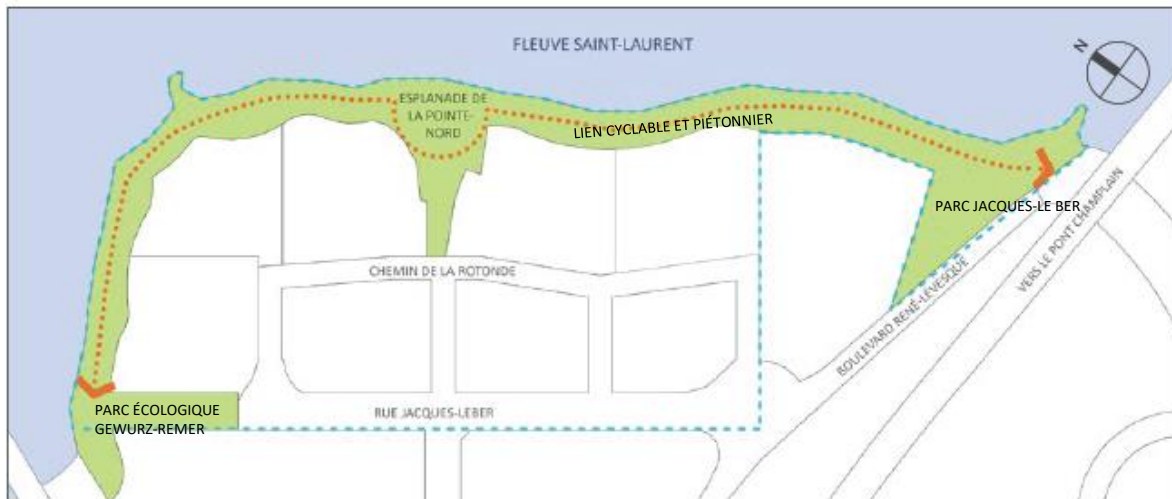 FLEUVE SAINT-LAURENT
N
ESPLANADE DE
LA POINTE-
NORD
LIEN CYCLABLE ET PIÉTONNIER
PARC JACQUES-LE BER
VERS LE PONT CHAMPLAIN
BOULEVARD RENÉ-LÉVESQUE
CHEMIN DE LA ROTONDE
PARC ÉCOLOGIQUE
GEWURZ-REMER
RUE JACQUES-LEBER